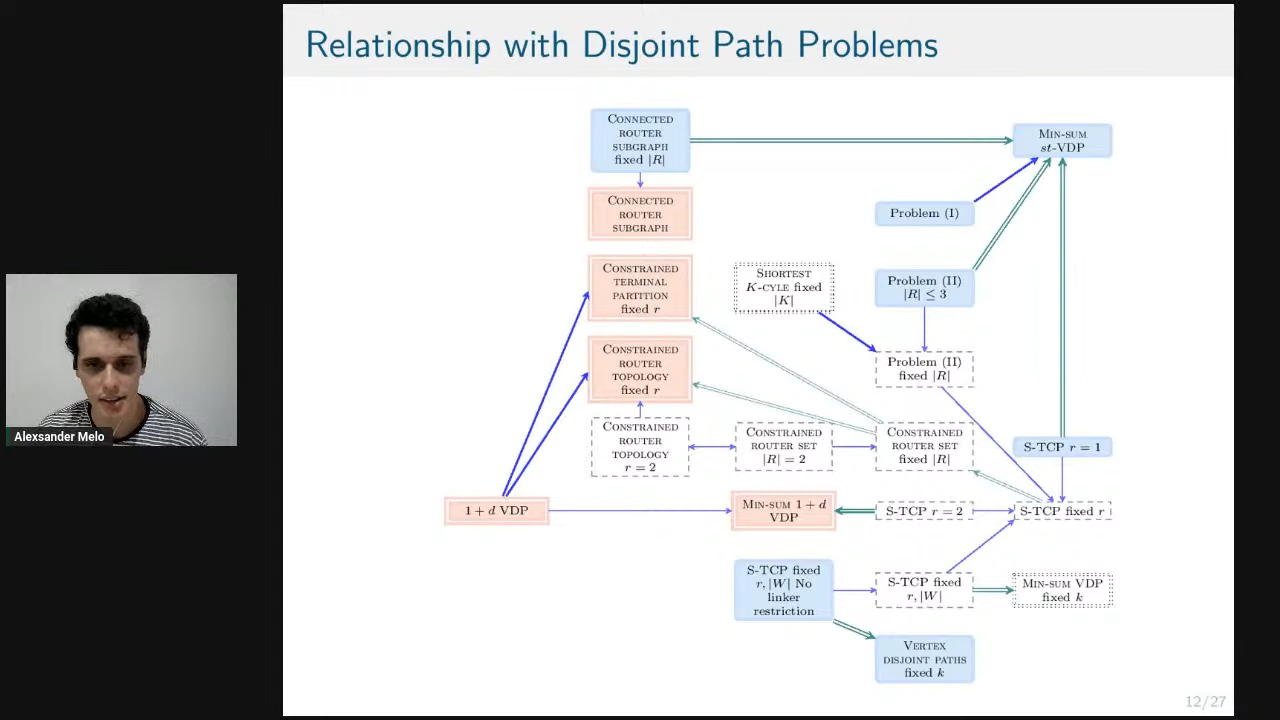 Relationship with Disjoint Path Problems
CONNECTED
ROUTER
SUBGRAPH
fixed |R|
MIN-SUM
st-VDP
CONNECTED
ROUTER
SUBGRAPH
Problem (I)
CONSTRAINED
TERMINAL
PARTITION
fixed r
SHORTEST
K-CYLE fixed
|K|
Problem (II)
|R| ≤ 3
CONSTRAINED
ROUTER
TOPOLOGY
fixed r
Problem (II)
fixed |R|
CONSTRAINED
ROUTER
TOPOLOGY
r = 2
CONSTRAINED
ROUTER SET
|R| = 2
CONSTRAINED
ROUTER SET
fixed |R|
S-TCP r = 1
1 + d VDP
MIN-SUM 1 + d
VDP
S-TCP r = 2
S-TCP fixed r
S-TCP fixed
r, |W| No
linker
restriction
S-TCP fixed
r, |W|
MIN-SUM VDP
fixed k
VERTEX
DISJOINT PATHS
fixed k
Alexsander Melo
12/27